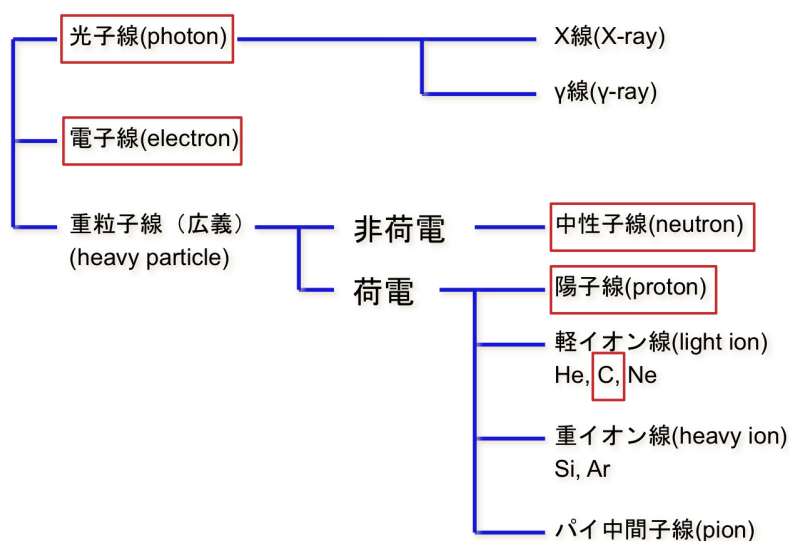 光子線(photon)
X線(X-ray)
γ線(γ-ray)
電子線(electron)
重粒子線（広義）
(heavy particle)
非荷電
中性子線(neutron)
荷電
陽子線(proton)
軽イオン線(light ion)
He, C, Ne
重イオン線(heavy ion)
Si, Ar
パイ中間子線(pion)